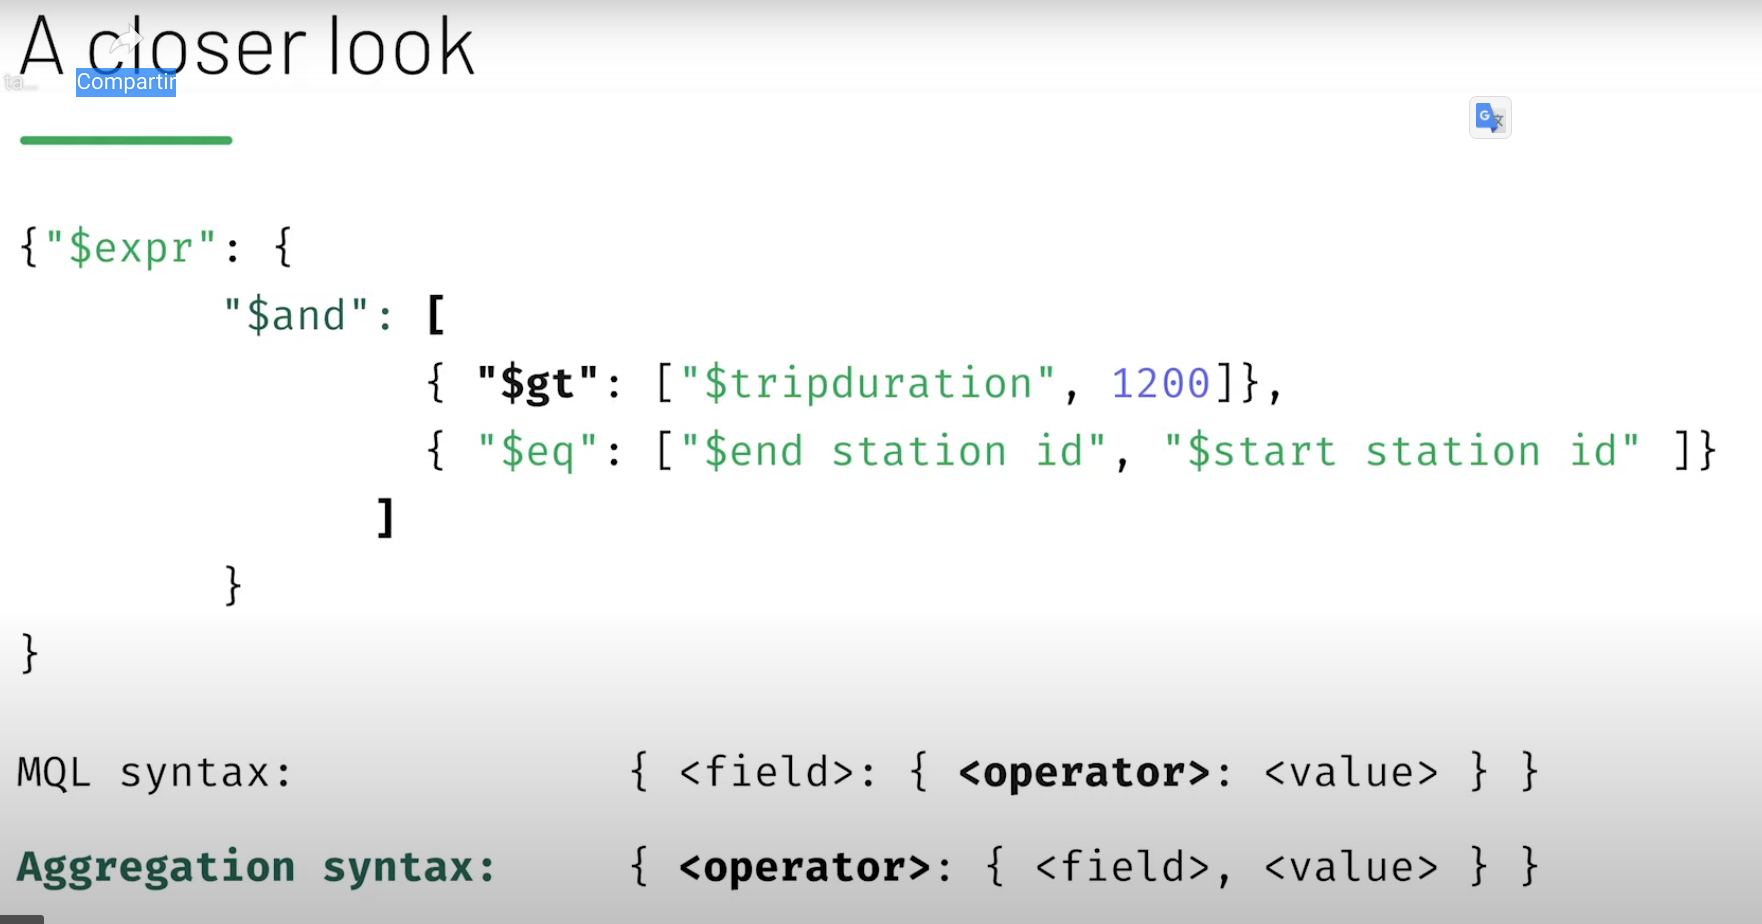 A closer look
ta...
Compartir
{"$expr": {
"$and": [
{ "$gt": ["$tripduration", 1200]},
{ "$eq": ["$end station id", "$start station id" ]}
]
}
}
MQL syntax: { <field>: { <operator>: <value> } }
Aggregation syntax: { <operator>: { <field>, <value> } }